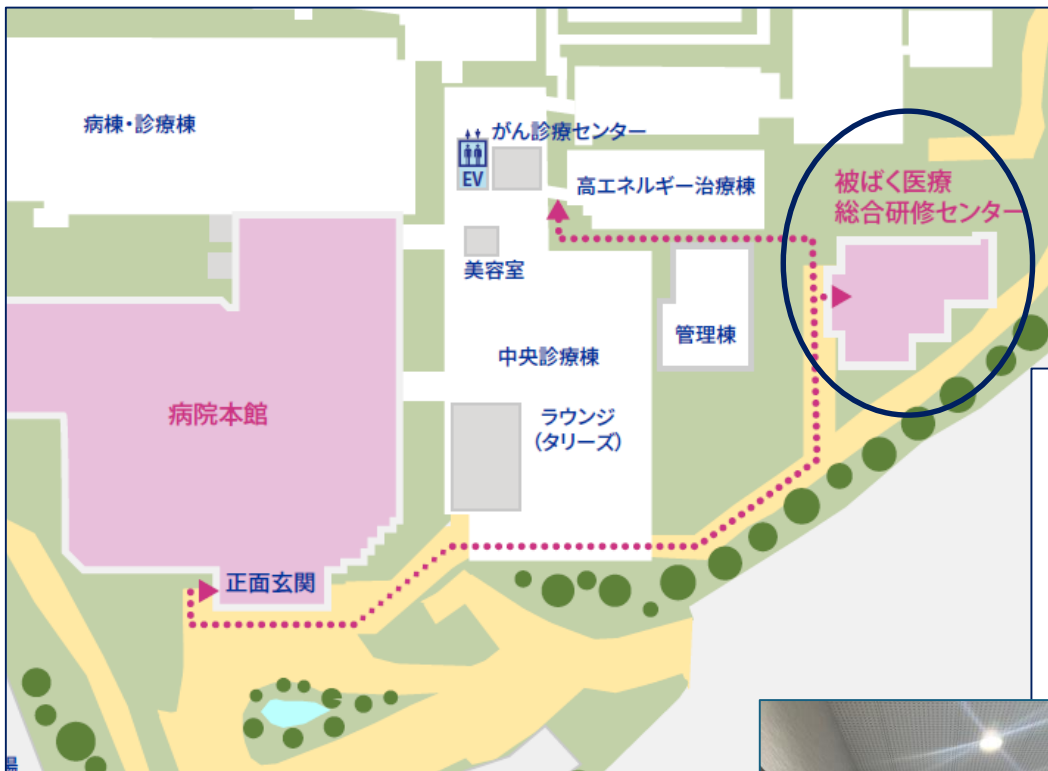 病棟・診療棟
がん診療センター
EV
高エネルギー治療棟
被ばく医療
総合研修センター
美容室
管理棟
中央診療棟
病院本館
ラウンジ
（タリーズ）
正面玄関